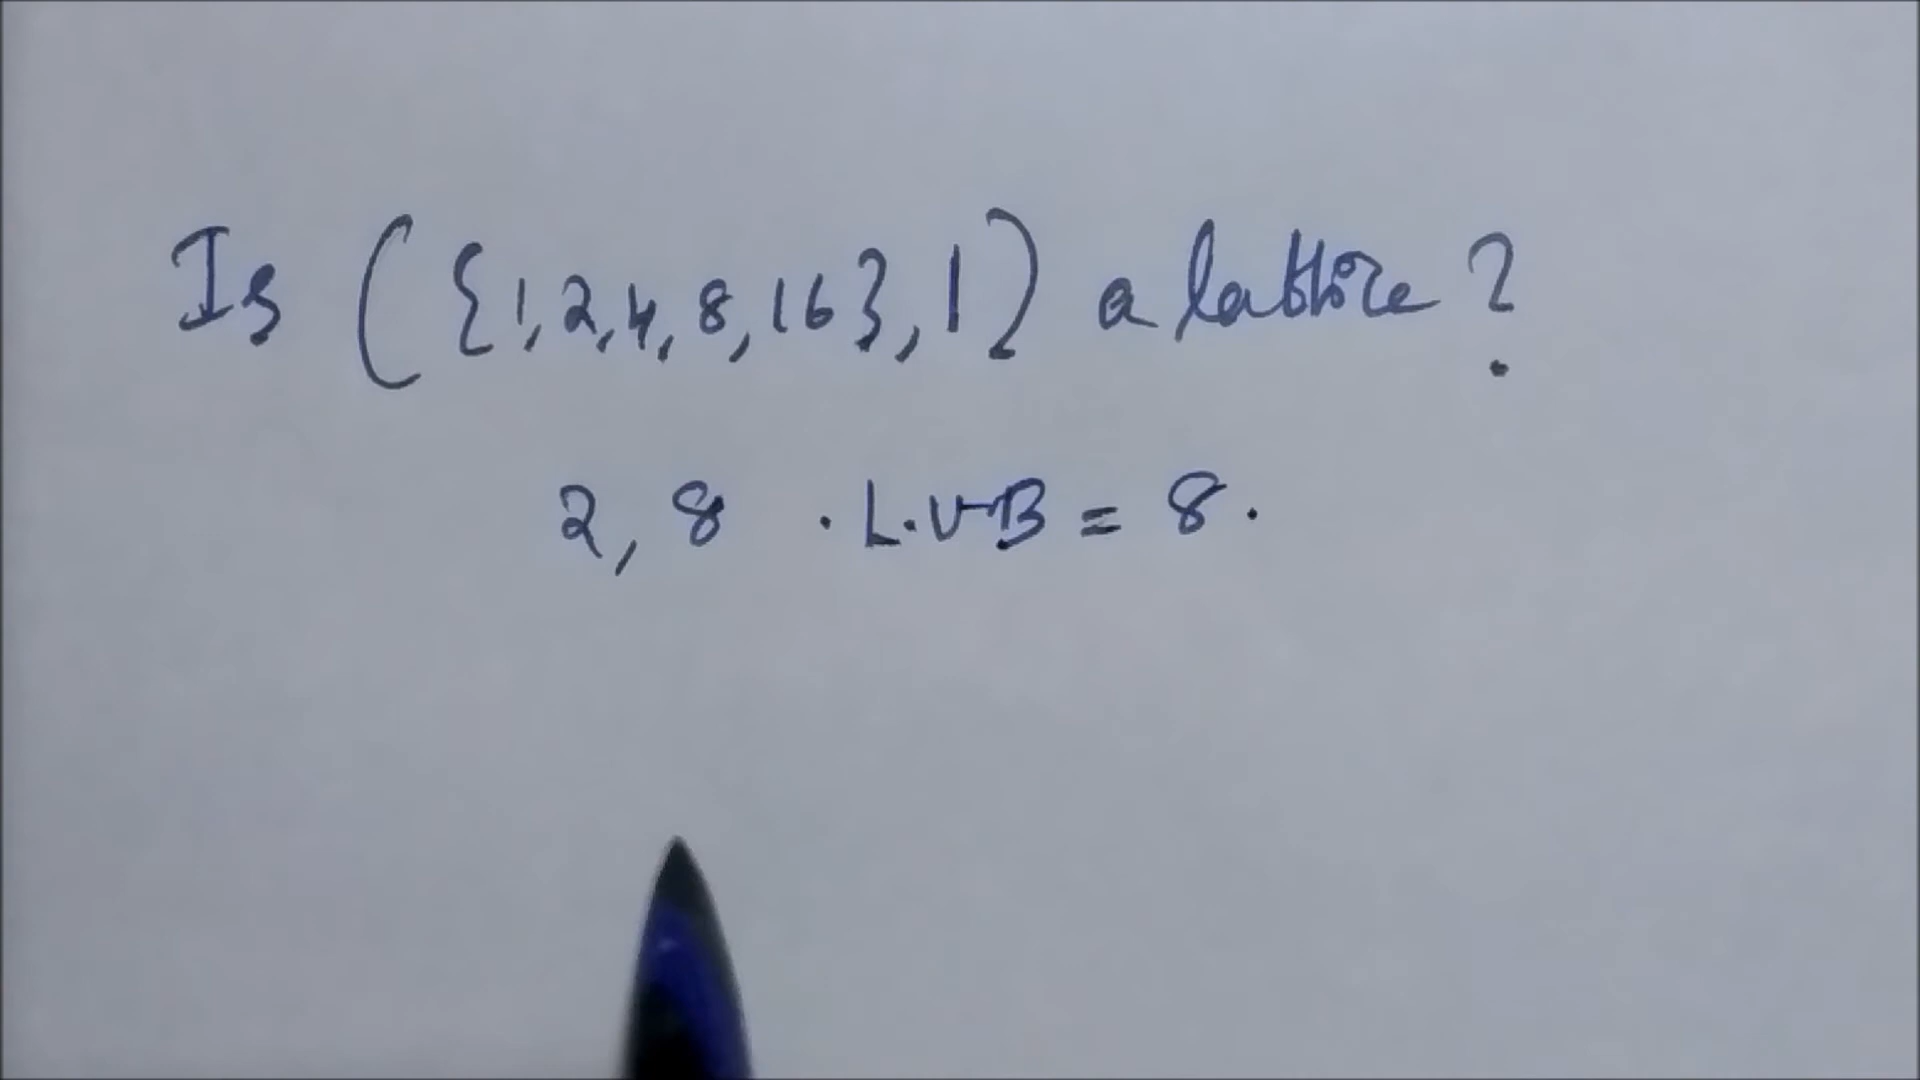 Is ({1,2,4,8,16},|) a lattice?
2, 8 . L.U.B = 8.